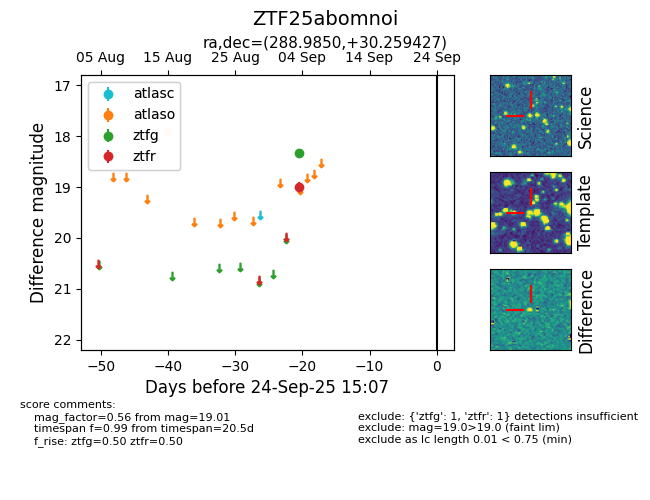 ZTF25abomnoi
ra,dec=(288.9850,+30.259427)
05 Aug 15 Aug 25 Aug 04 Sep 14 Sep 24 Sep
atlasc
atlaso
ztfg
ztfr
17
18
19
20
21
22
Difference magnitude
−50 −40 −30 −20 −10 0
Days before 24-Sep-25 15:07
Science
Template
Difference
score comments:
mag_factor=0.56 from mag=19.01
timespan f=0.99 from timespan=20.5d
f_rise: ztfg=0.50 ztfr=0.50
exclude: {'ztfg': 1, 'ztfr': 1} detections insufficient
exclude: mag=19.0>19.0 (faint lim)
exclude as lc length 0.01 < 0.75 (min)